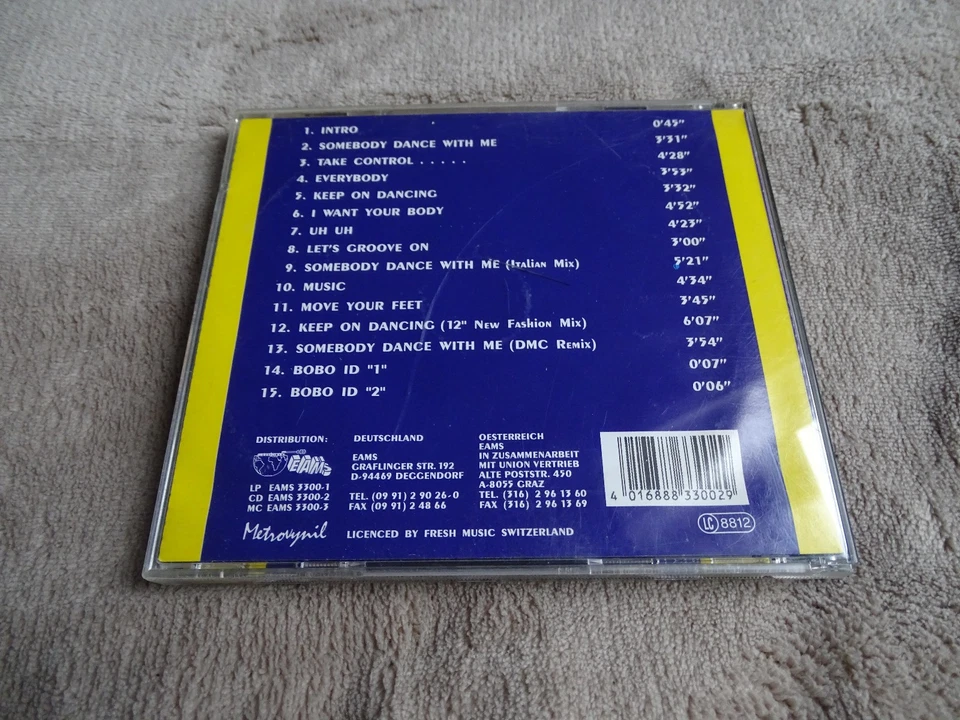 1. INTRO 0'45"
2. SOMEBODY DANCE WITH ME 3'31"
3. TAKE CONTROL . . . . . 4'28"
4. EVERYBODY 3'53"
5. KEEP ON DANCING 3'32"
6. I WANT YOUR BODY 4'52"
7. UH UH 4'23"
8. LET'S GROOVE ON 3'00"
9. SOMEBODY DANCE WITH ME (ITALIAN MIX) 5'21"
10. MUSIC 4'34"
11. MOVE YOUR FEET 3'45"
12. KEEP ON DANCING (12" NEW FASHION MIX) 6'07"
13. SOMEBODY DANCE WITH ME (DMC REMIX) 3'54"
14. BOBO ID "1" 0'07"
15. BOBO ID "2" 0'06"
DISTRIBUTION:
EAMS
LP EAMS 3300-1
CD EAMS 3300-2
MC EAMS 3300-3
DEUTSCHLAND
EAMS
GRAFLINGER STR. 192
D-94469 DEGGENDORF
TEL. (09 91) 2 90 26-0
FAX (09 91) 2 48 66
OESTERREICH
EAMS
IN ZUSAMMENARBEIT
MIT UNION VERTRIEB
ALTE POSTSTR. 450
A-8055 GRAZ
TEL. (316) 2 96 13 60
FAX (316) 2 96 13 69
4 016888 330029
LC 8812
Metrovynil
LICENCED BY FRESH MUSIC SWITZERLAND